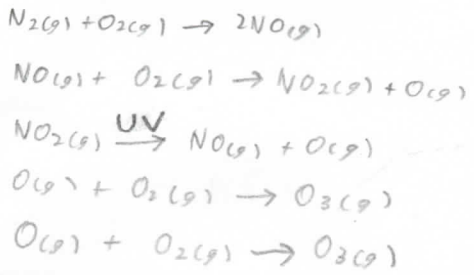 N₂(g) + O₂(g) → 2NO(g)
NO(g) + O₂(g) → NO₂(g) + O(g)
NO₂(g) UV→ NO(g) + O(g)
O(g) + O₂(g) → O₃(g)
O(g) + O₂(g) → O₃(g)